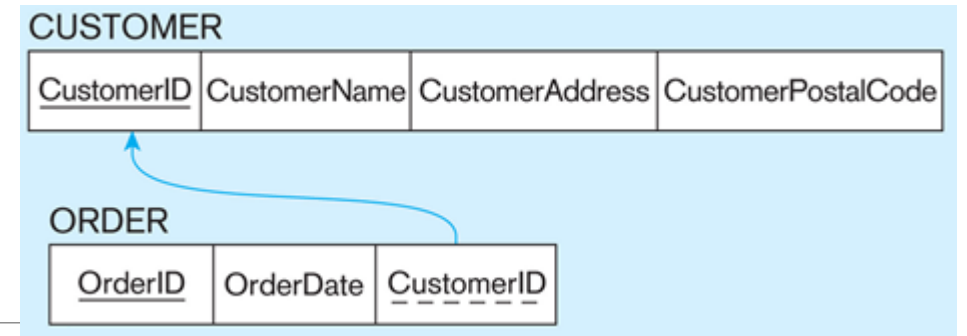 CUSTOMER
CustomerID CustomerName CustomerAddress CustomerPostalCode
ORDER
OrderID OrderDate CustomerID